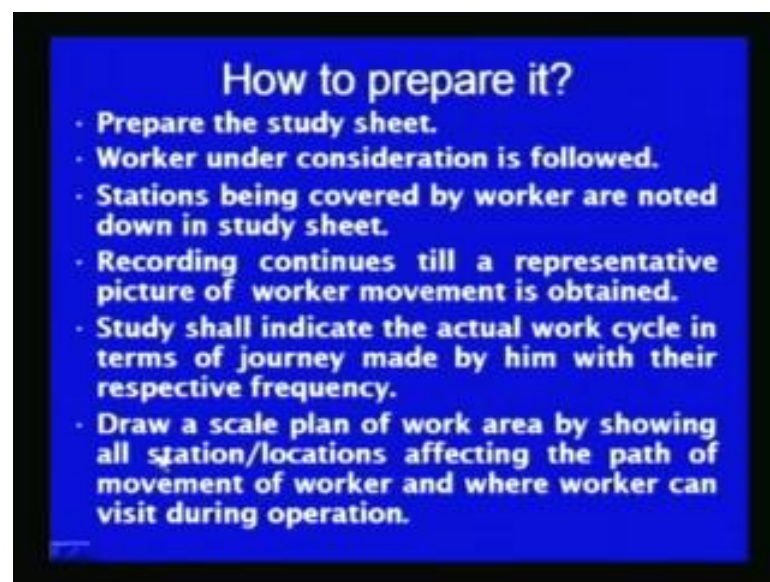 How to prepare it?
· Prepare the study sheet.
· Worker under consideration is followed.
· Stations being covered by worker are noted
down in study sheet.
· Recording continues till a representative
picture of worker movement is obtained.
· Study shall indicate the actual work cycle in
terms of journey made by him with their
respective frequency.
· Draw a scale plan of work area by showing
all station/locations affecting the path of
movement of worker and where worker can
visit during operation.